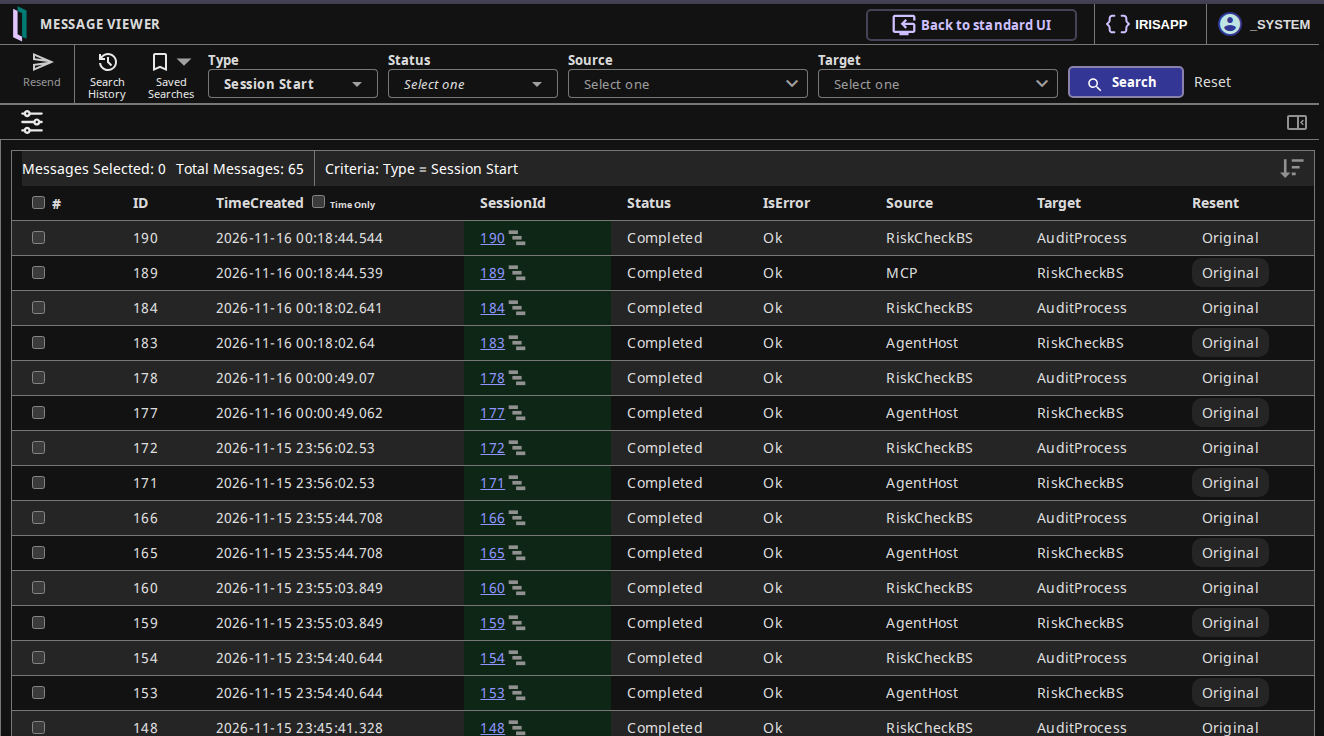 MESSAGE VIEWER Back to standard UI IRISAPP _SYSTEM
Resend Search History Saved Searches Type Status Source Target
Session Start Select one Select one Select one Search Reset
Messages Selected: 0 Total Messages: 65 Criteria: Type = Session Start
# ID TimeCreated Time Only SessionId Status IsError Source Target Resent
190 2026-11-16 00:18:44.544 190 Completed Ok RiskCheckBS AuditProcess Original
189 2026-11-16 00:18:44.539 189 Completed Ok MCP RiskCheckBS Original
184 2026-11-16 00:18:02.641 184 Completed Ok RiskCheckBS AuditProcess Original
183 2026-11-16 00:18:02.64 183 Completed Ok AgentHost RiskCheckBS Original
178 2026-11-16 00:00:49.07 178 Completed Ok RiskCheckBS AuditProcess Original
177 2026-11-16 00:00:49.062 177 Completed Ok AgentHost RiskCheckBS Original
172 2026-11-15 23:56:02.53 172 Completed Ok RiskCheckBS AuditProcess Original
171 2026-11-15 23:56:02.53 171 Completed Ok AgentHost RiskCheckBS Original
166 2026-11-15 23:55:44.708 166 Completed Ok RiskCheckBS AuditProcess Original
165 2026-11-15 23:55:44.708 165 Completed Ok AgentHost RiskCheckBS Original
160 2026-11-15 23:55:03.849 160 Completed Ok RiskCheckBS AuditProcess Original
159 2026-11-15 23:55:03.849 159 Completed Ok AgentHost RiskCheckBS Original
154 2026-11-15 23:54:40.644 154 Completed Ok RiskCheckBS AuditProcess Original
153 2026-11-15 23:54:40.644 153 Completed Ok AgentHost RiskCheckBS Original
148 2026-11-15 23:45:41.328 148 Completed Ok RiskCheckBS AuditProcess Original